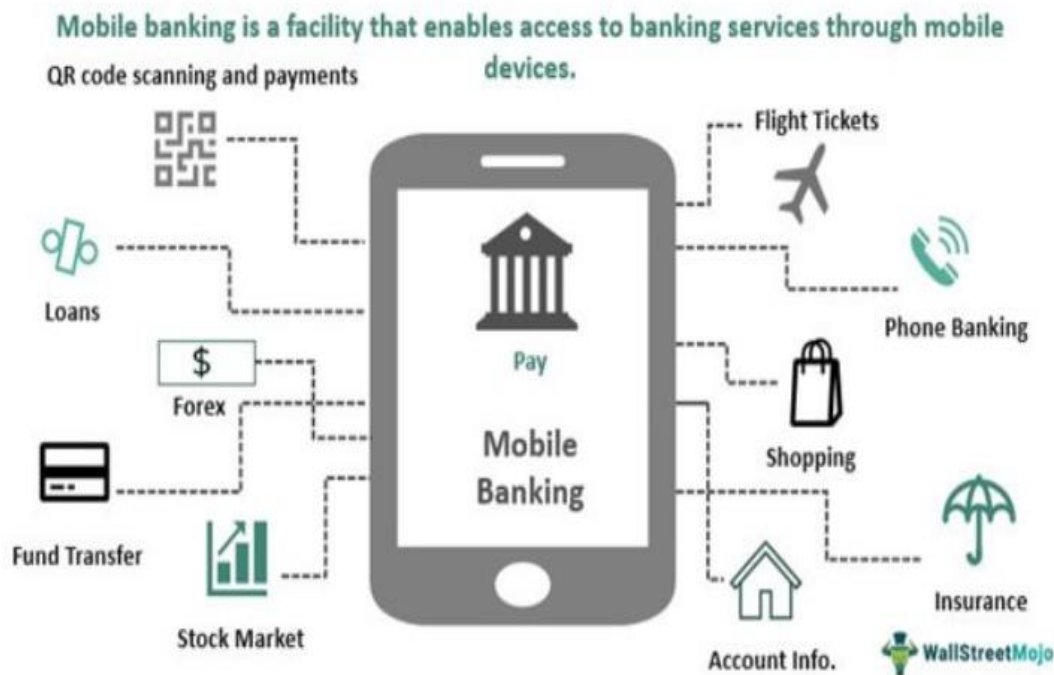 Mobile banking is a facility that enables access to banking services through mobile
devices.
QR code scanning and payments
Flight Tickets
Loans
Phone Banking
$
Forex
Pay
Mobile
Banking
Shopping
Fund Transfer
Stock Market
Insurance
Account Info.
WallStreetMojo